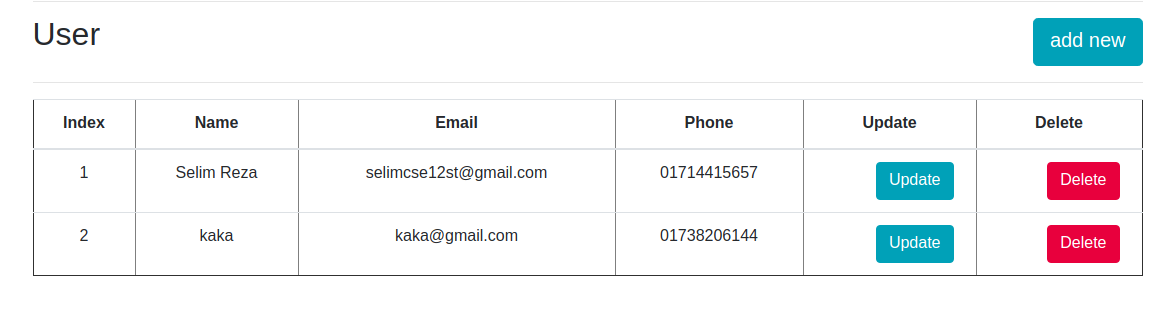 User
add new
Index Name Email Phone Update Delete
1 Selim Reza selimcse12st@gmail.com 01714415657 Update Delete
2 kaka kaka@gmail.com 01738206144 Update Delete